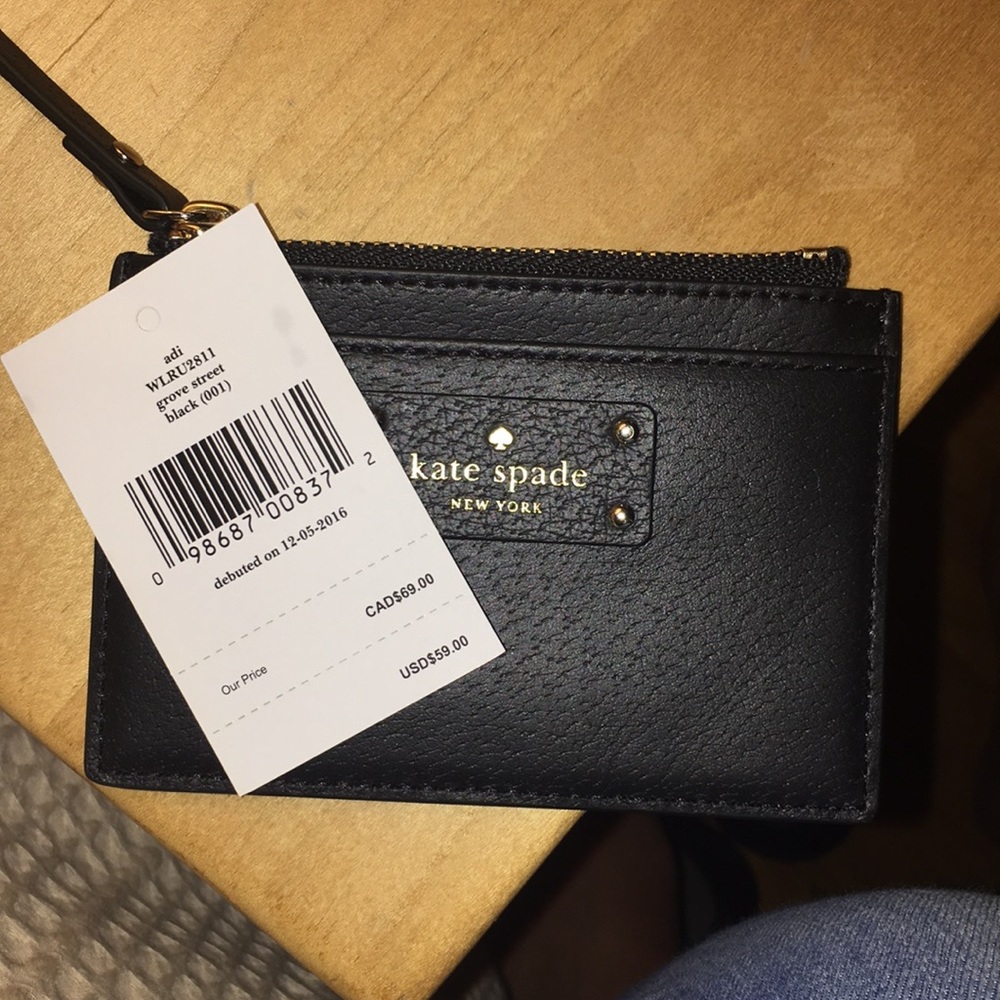 adi
WLRU2811
grove street
black (001)
0 98687 00837 2
debuted on 12-05-2016
CAD$69.00
Our Price
USD$59.00
kate spade
NEW YORK